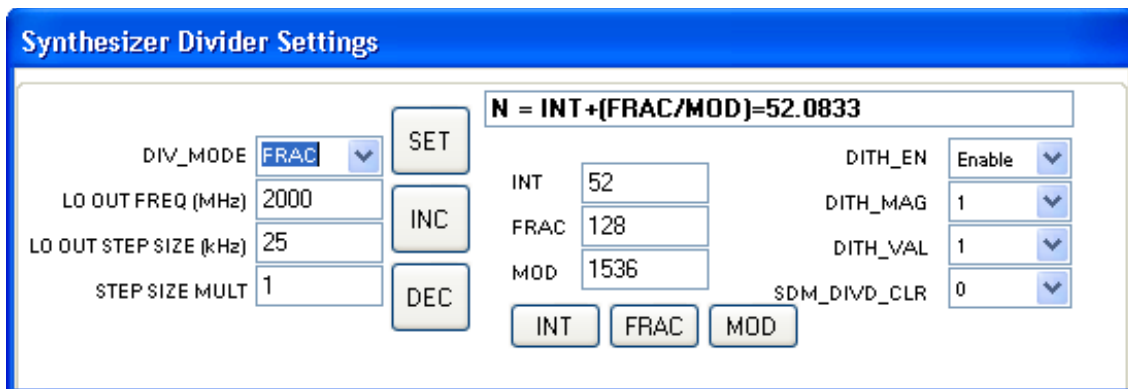 Synthesizer Divider Settings
N = INT+(FRAC/MOD)=52.0833
DIV_MODE FRAC
LO OUT FREQ (MHz) 2000
LO OUT STEP SIZE (kHz) 25
STEP SIZE MULT 1
SET
INC
DEC
INT 52
FRAC 128
MOD 1536
INT FRAC MOD
DITH_EN Enable
DITH_MAG 1
DITH_VAL 1
SDM_DIVD_CLR 0